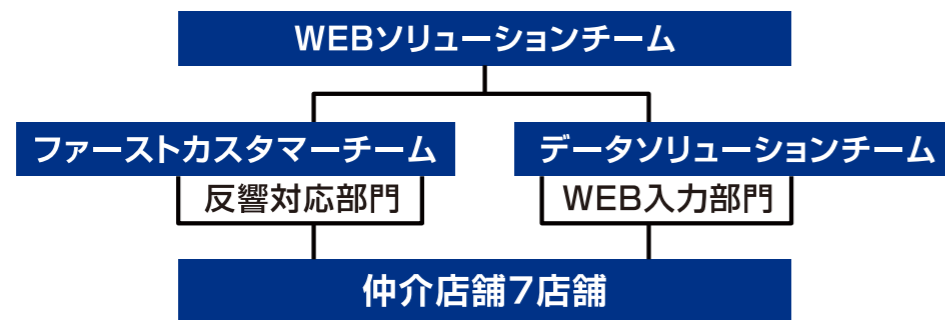 WEBソリューションチーム
ファーストカスタマーチーム
データソリューションチーム
反響対応部門
WEB入力部門
仲介店舗7店舗